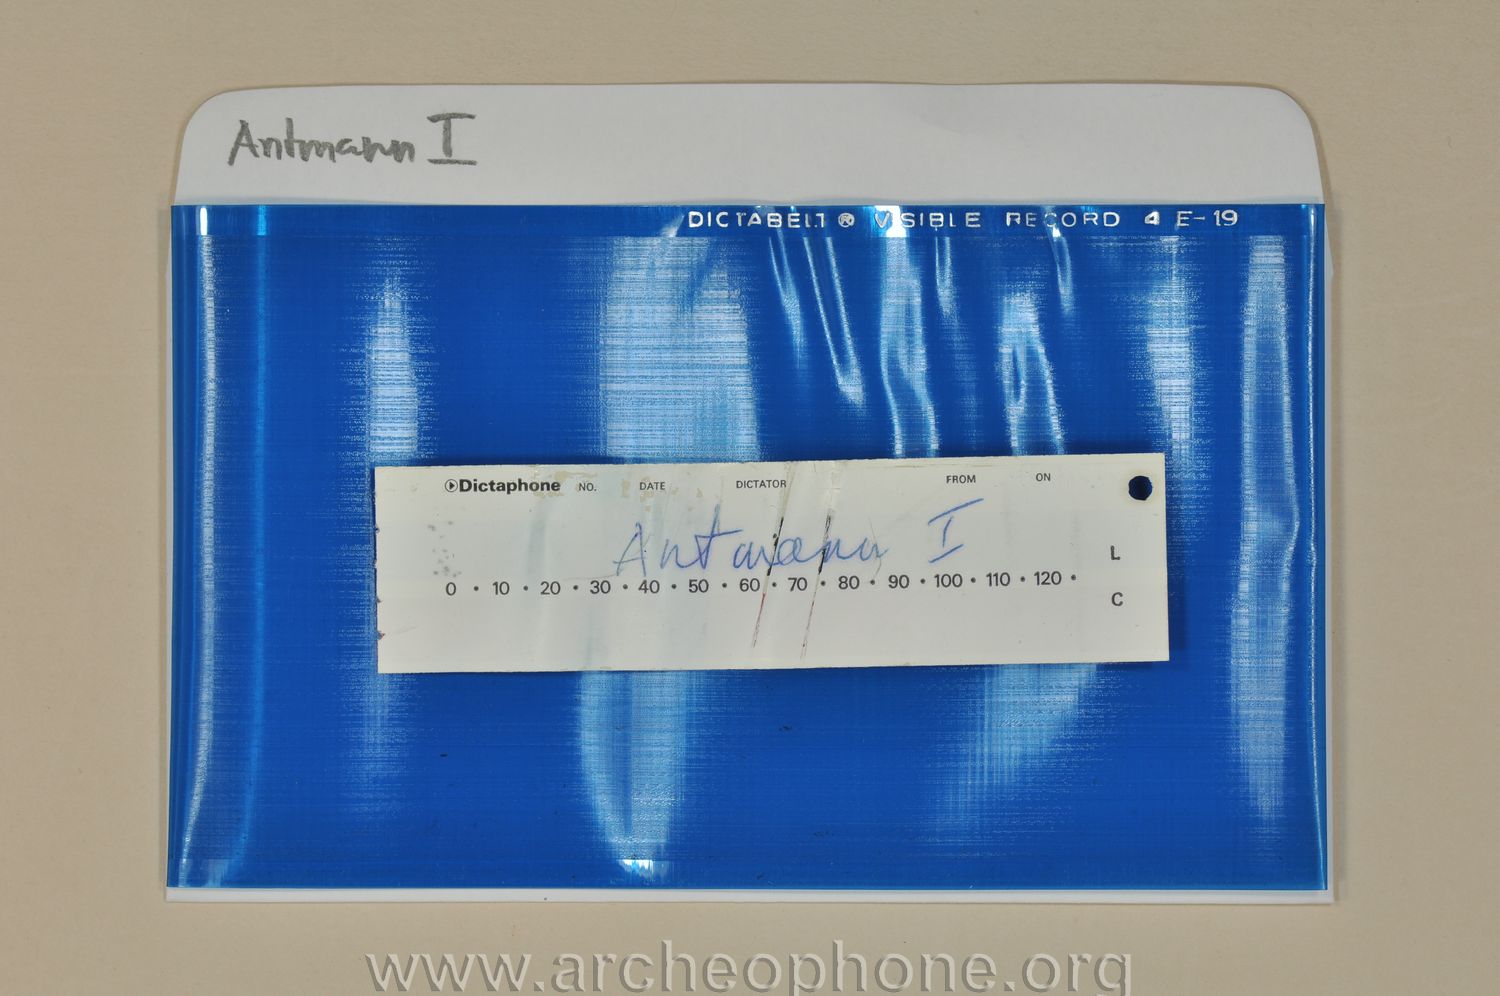 Antmann I
DICTABELT® VISIBLE RECORD 4 E-19
Dictaphone NO. DATE DICTATOR FROM ON
Antmann I
L
0 · 10 · 20 · 30 · 40 · 50 · 60 · 70 · 80 · 90 · 100 · 110 · 120 ·
C
www.archeophone.org